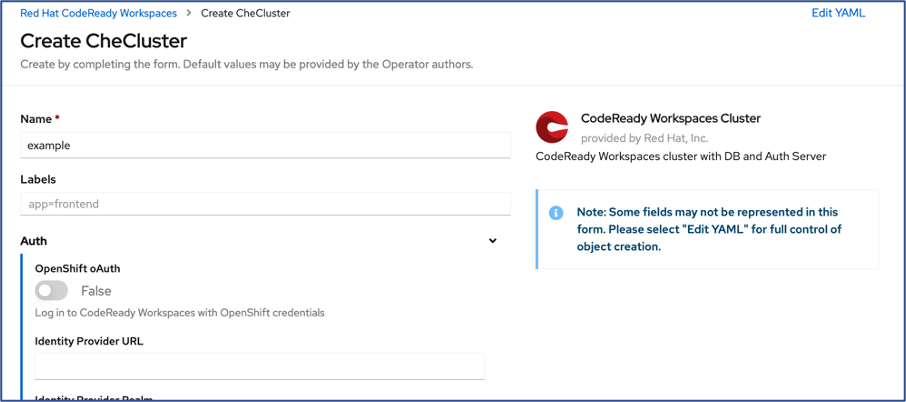 Red Hat CodeReady Workspaces > Create CheCluster
Edit YAML
Create CheCluster
Create by completing the form. Default values may be provided by the Operator authors.
Name *
example
Labels
app=frontend
Auth
OpenShift oAuth
False
Log in to CodeReady Workspaces with OpenShift credentials
Identity Provider URL
Identity Provider Realm
CodeReady Workspaces Cluster
provided by Red Hat, Inc.
CodeReady Workspaces cluster with DB and Auth Server
Note: Some fields may not be represented in this
form. Please select "Edit YAML" for full control of
object creation.